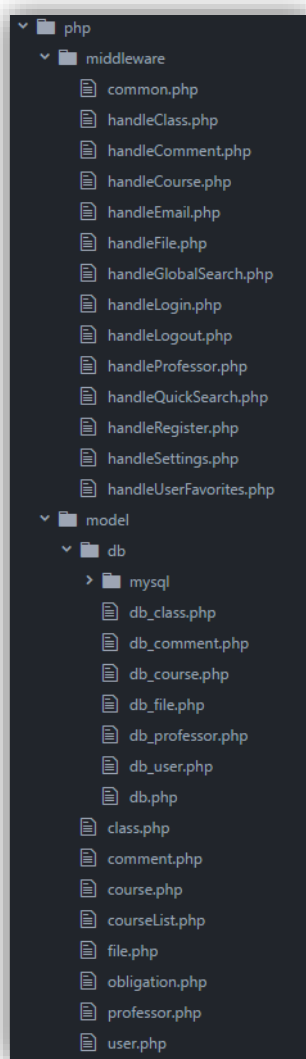 php
middleware
common.php
handleClass.php
handleComment.php
handleCourse.php
handleEmail.php
handleFile.php
handleGlobalSearch.php
handleLogin.php
handleLogout.php
handleProfessor.php
handleQuickSearch.php
handleRegister.php
handleSettings.php
handleUserFavorites.php
model
db
mysql
db_class.php
db_comment.php
db_course.php
db_file.php
db_professor.php
db_user.php
db.php
class.php
comment.php
course.php
courseList.php
file.php
obligation.php
professor.php
user.php